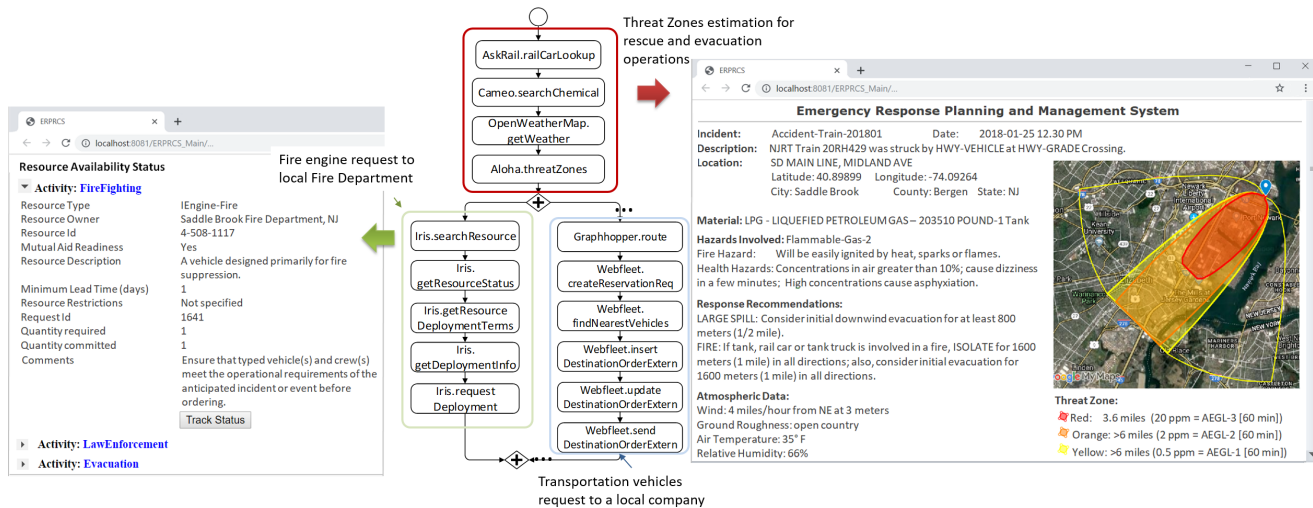 ERPRCS
localhost:8081/ERPRCS_Main/...
Resource Availability Status
Activity: FireFighting
Resource Type IEngine-Fire
Resource Owner Saddle Brook Fire Department, NJ
Resource Id 4-508-1117
Mutual Aid Readiness Yes
Resource Description A vehicle designed primarily for fire
suppression.
Minimum Lead Time (days) 1
Resource Restrictions Not specified
Request Id 1641
Quantity required 1
Quantity committed 1
Comments Ensure that typed vehicle(s) and crew(s)
meet the operational requirements of the
anticipated incident or event before
ordering.
Track Status
Activity: LawEnforcement
Activity: Evacuation
Fire engine request to
local Fire Department
AskRail.railCarLookup
Cameo.searchChemical
OpenWeatherMap.
getWeather
Aloha.threatZones
Iris.searchResource
Iris.
getResourceStatus
Iris.getResource
DeploymentTerms
Iris.
getDeploymentInfo
Iris.request
Deployment
Graphhopper.route
Webfleet.
createReservationReq
Webfleet.
findNearestVehicles
Webfleet.insert
DestinationOrderExtern
Webfleet.update
DestinationOrderExtern
Webfleet.send
DestinationOrderExtern
Transportation vehicles
request to a local company
Threat Zones estimation for
rescue and evacuation
operations
ERPRCS
localhost:8081/ERPRCS_Main/...
Emergency Response Planning and Management System
Incident: Accident-Train-201801 Date: 2018-01-25 12.30 PM
Description: NJRT Train 20RH429 was struck by HWY-VEHICLE at HWY-GRADE Crossing.
Location: SD MAIN LINE, MIDLAND AVE
Latitude: 40.89899 Longitude: -74.09264
City: Saddle Brook County: Bergen State: NJ
Material: LPG - LIQUEFIED PETROLEUM GAS – 203510 POUND-1 Tank
Hazards Involved: Flammable-Gas-2
Fire Hazard: Will be easily ignited by heat, sparks or flames.
Health Hazards: Concentrations in air greater than 10%; cause dizziness
in a few minutes; High concentrations cause asphyxiation.
Response Recommendations:
LARGE SPILL: Consider initial downwind evacuation for at least 800
meters (1/2 mile).
FIRE: If tank, rail car or tank truck is involved in a fire, ISOLATE for 1600
meters (1 mile) in all directions; also, consider initial evacuation for
1600 meters (1 mile) in all directions.
Atmospheric Data:
Wind: 4 miles/hour from NE at 3 meters
Ground Roughness: open country
Air Temperature: 35° F
Relative Humidity: 66%
Newark
Liberty
International
Airport
Kean
University
Newark Bay
NEW JERSEY
NEW YORK
MARINERS
HARBOR
Google My Maps
Threat Zone:
Red: 3.6 miles (20 ppm = AEGL-3 [60 min])
Orange: >6 miles (2 ppm = AEGL-2 [60 min])
Yellow: >6 miles (0.5 ppm = AEGL-1 [60 min])